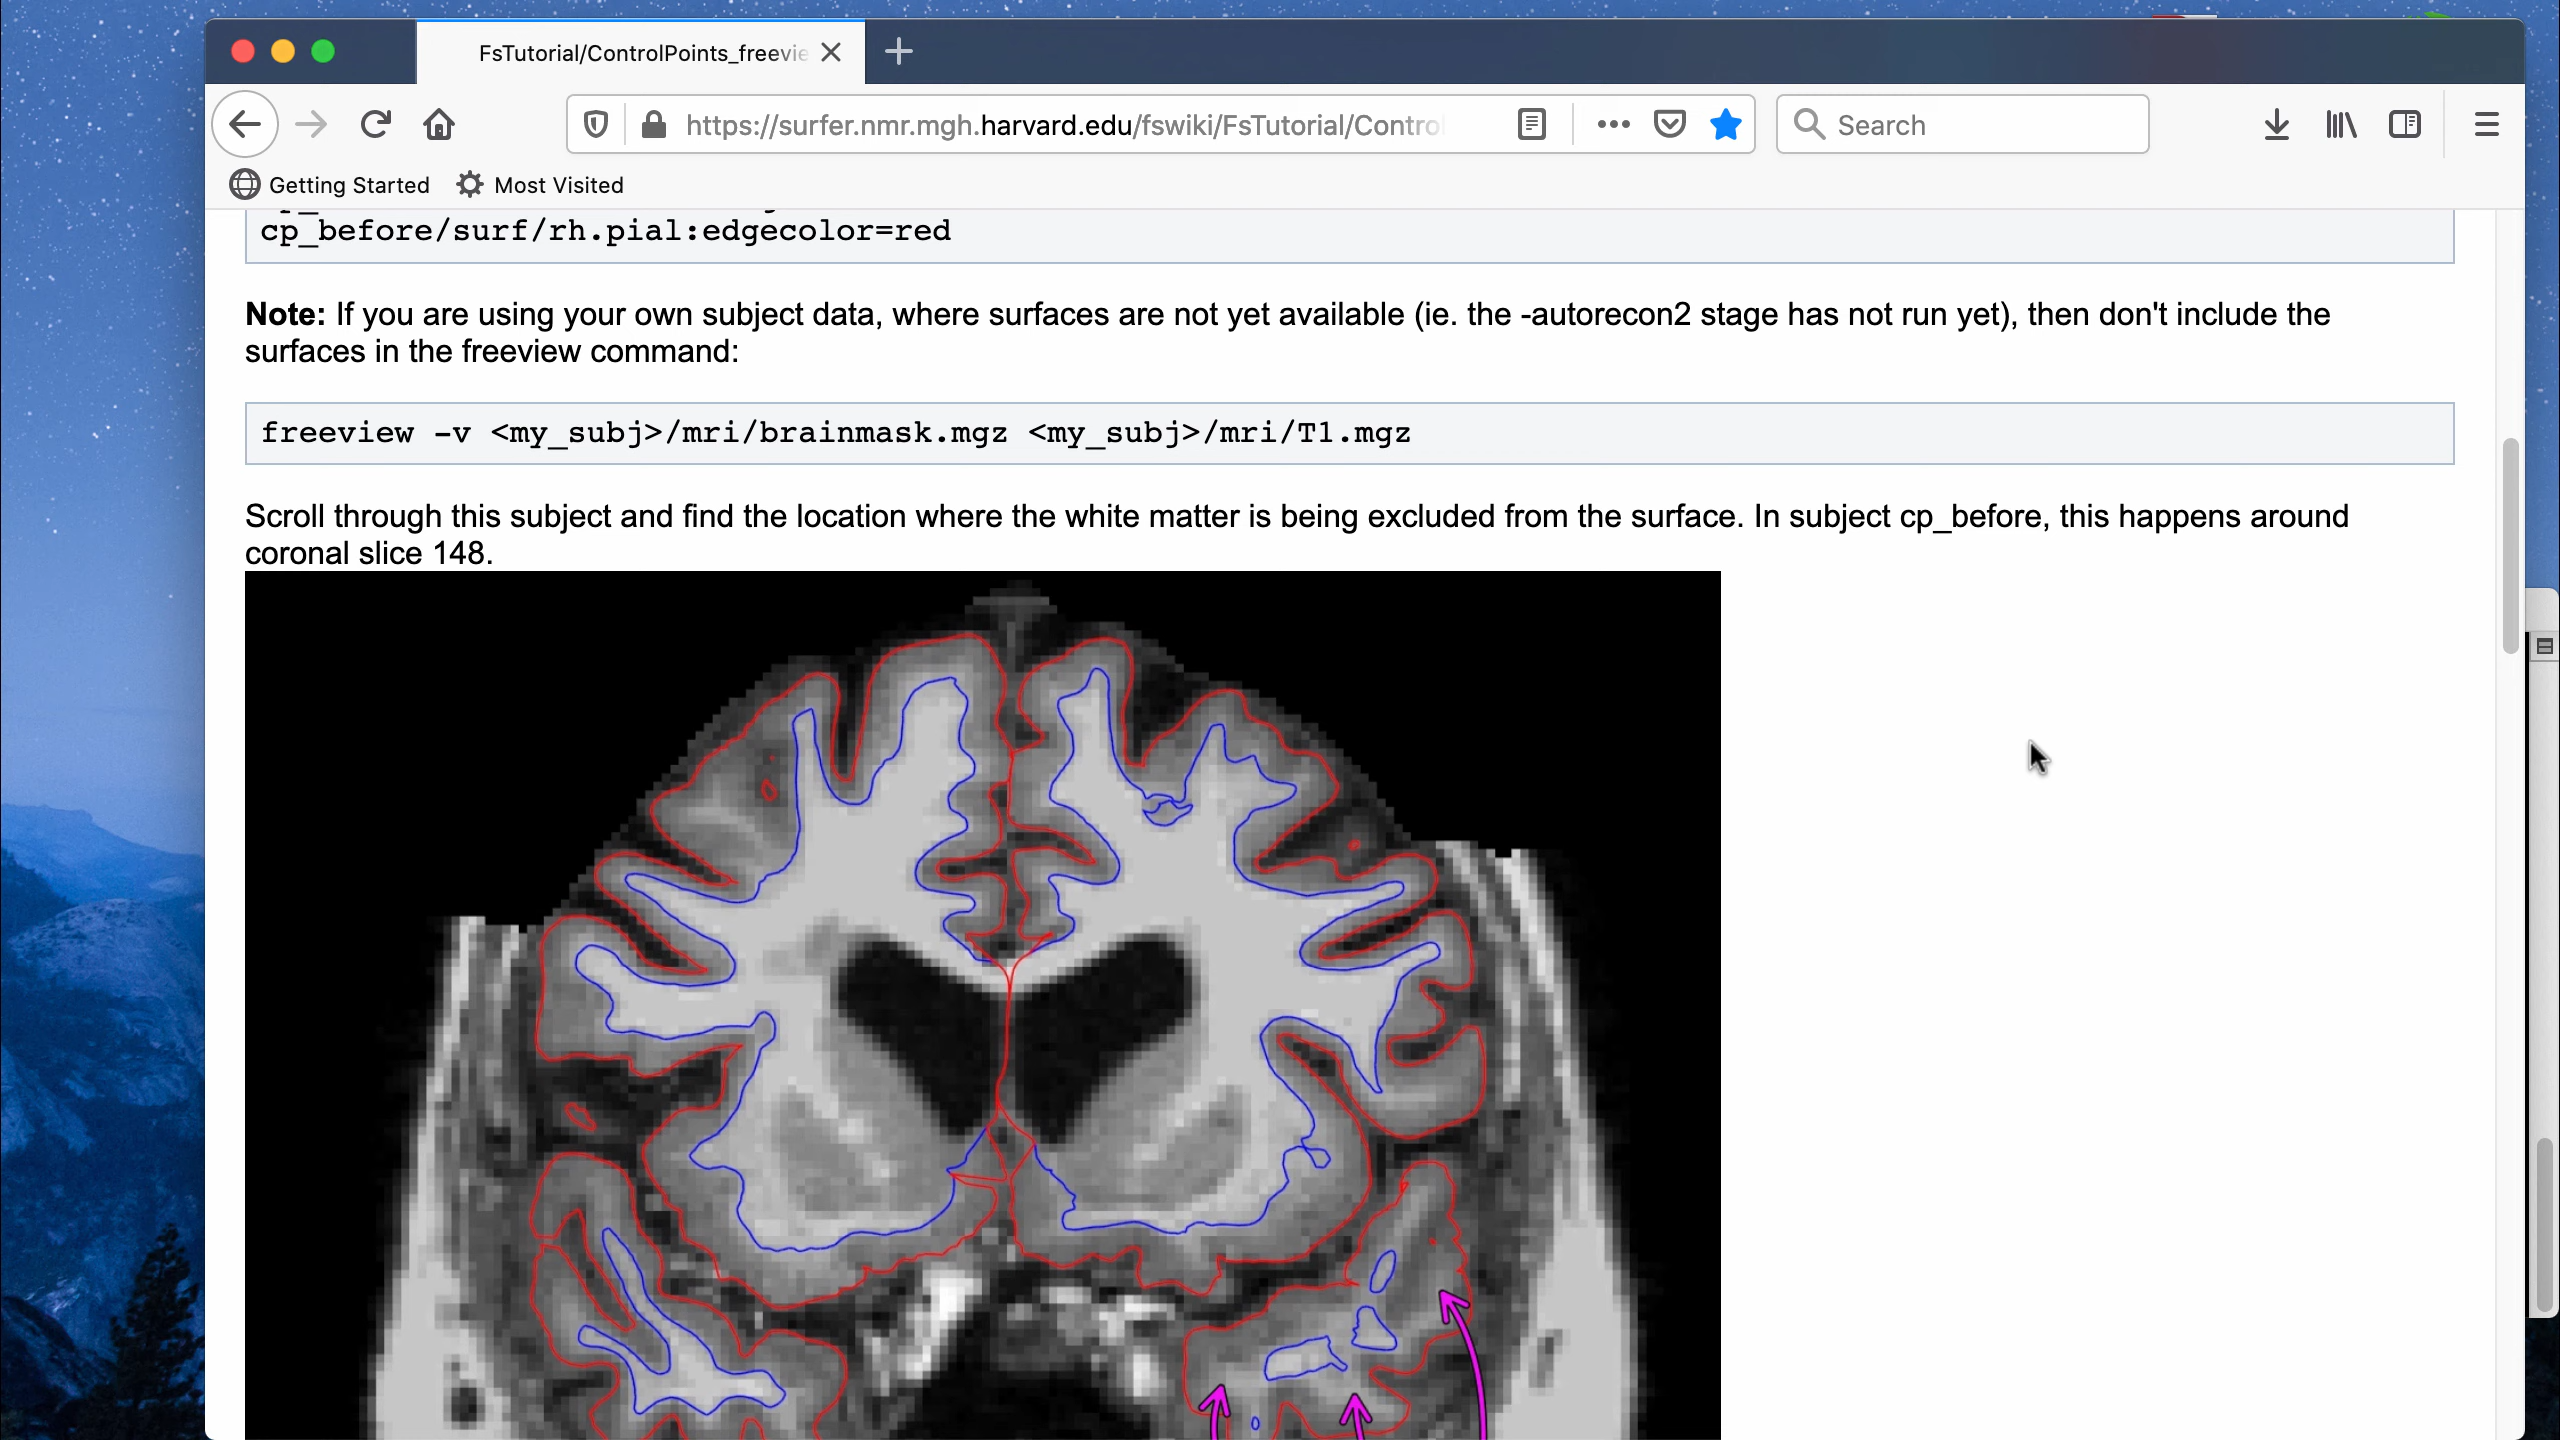 FsTutorial/ControlPoints_freevie
https://surfer.nmr.mgh.harvard.edu/fswiki/FsTutorial/Contro
Search
Getting Started
Most Visited
cp_before/surf/rh.pial:edgecolor=red
Note: If you are using your own subject data, where surfaces are not yet available (ie. the -autorecon2 stage has not run yet), then don't include the
surfaces in the freeview command:
freeview -v <my_subj>/mri/brainmask.mgz <my_subj>/mri/T1.mgz
Scroll through this subject and find the location where the white matter is being excluded from the surface. In subject cp_before, this happens around
coronal slice 148.